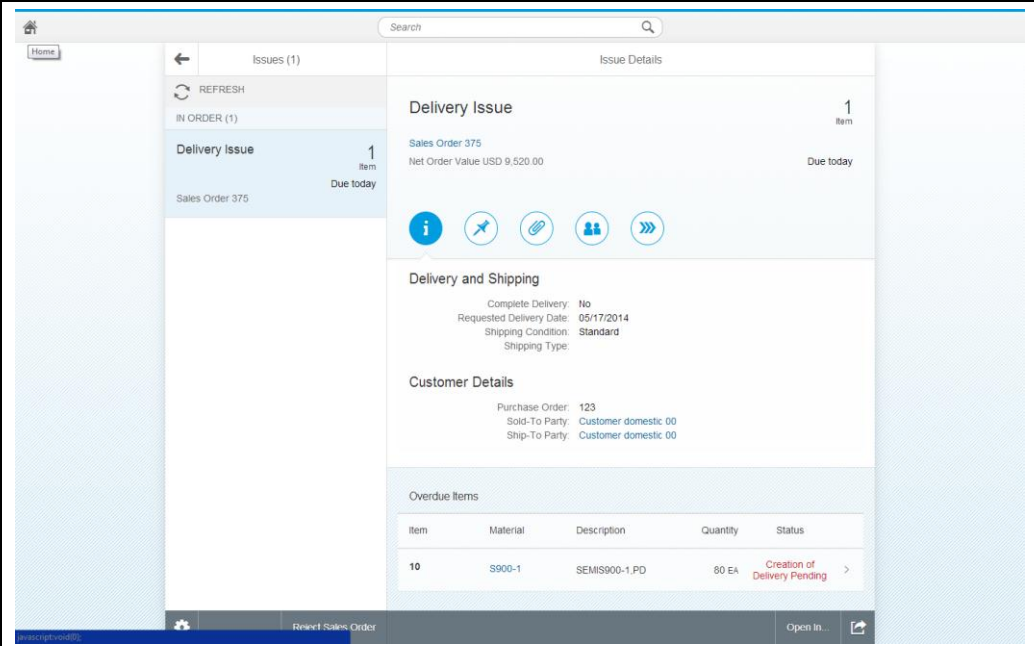 Search
Home
Issues (1)
Issue Details
REFRESH
IN ORDER (1)
Delivery Issue
1
Item
Due today
Sales Order 375
Delivery Issue
1
Item
Sales Order 375
Net Order Value USD 9,520.00
Due today
Delivery and Shipping
Complete Delivery: No
Requested Delivery Date: 05/17/2014
Shipping Condition: Standard
Shipping Type:
Customer Details
Purchase Order: 123
Sold-To Party: Customer domestic 00
Ship-To Party: Customer domestic 00
Overdue Items
Item Material Description Quantity Status
10 S900-1 SEMIS900-1,PD 80 EA Creation of
Delivery Pending
Reject Sales Order
Open In...
javascript:void(0);